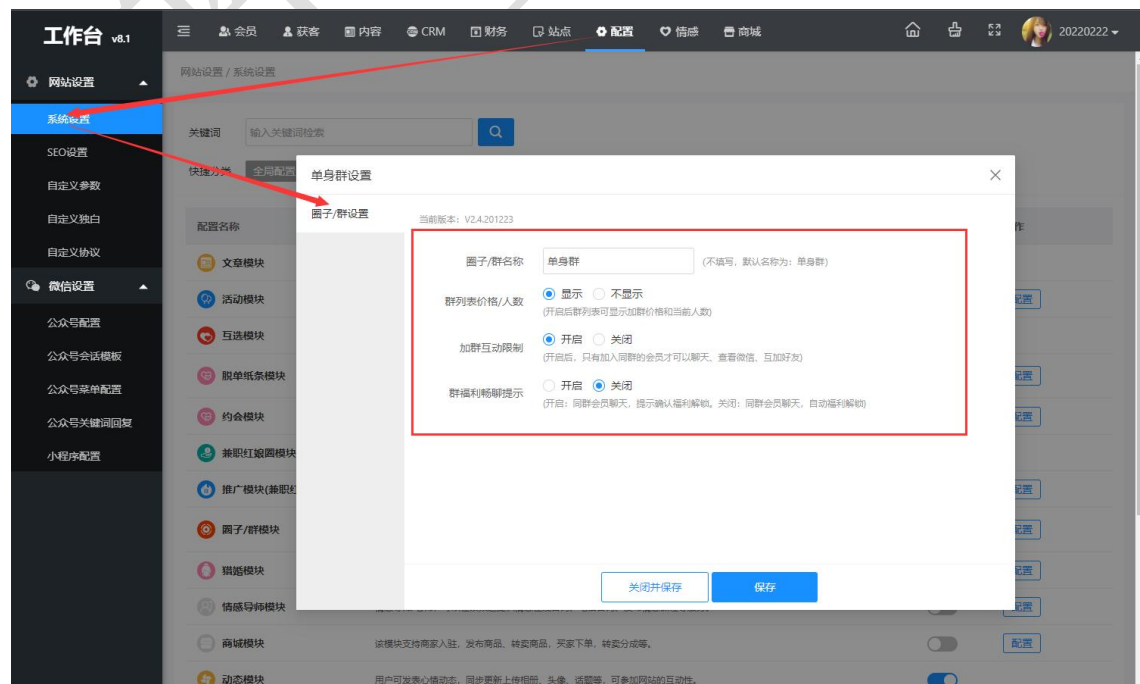 工作台 v8.1
会员 获客 内容 CRM 财务 站点 配置 情感 商城
20220222
网站设置
系统设置
SEO设置
自定义参数
自定义独白
自定义协议
微信设置
公众号配置
公众号会话模板
公众号菜单配置
公众号关键词回复
小程序配置
网站设置 / 系统设置
关键词 输入关键词检索
快捷分类 全局配置
配置名称
文章模块
活动模块 配置
互选模块
脱单纸条模块 配置
约会模块 配置
兼职红娘圈模块
推广模块(兼职红 配置
圈子/群模块 配置
猎婚模块 配置
情感导师模块 配置
商城模块 该模块支持商家入驻、发布商品、转卖商品，买家下单，转卖分成等。 配置
动态模块 用户可发表心情动态，同步更新上传相册、头像、话题等，可参加网站的互动性。
单身群设置
圈子/群设置
当前版本：V2.4.201223
圈子/群名称 单身群 (不填写，默认名称为：单身群)
群列表价格/人数 显示 不显示
(开启后群列表可显示加群价格和当前人数)
加群互动限制 开启 关闭
(开启后，只有加入同群的会员才可以聊天、查看微信、互加好友)
群福利畅聊提示 开启 关闭
(开启：同群会员聊天，提示确认福利解锁。关闭：同群会员聊天，自动福利解锁)
关闭并保存 保存